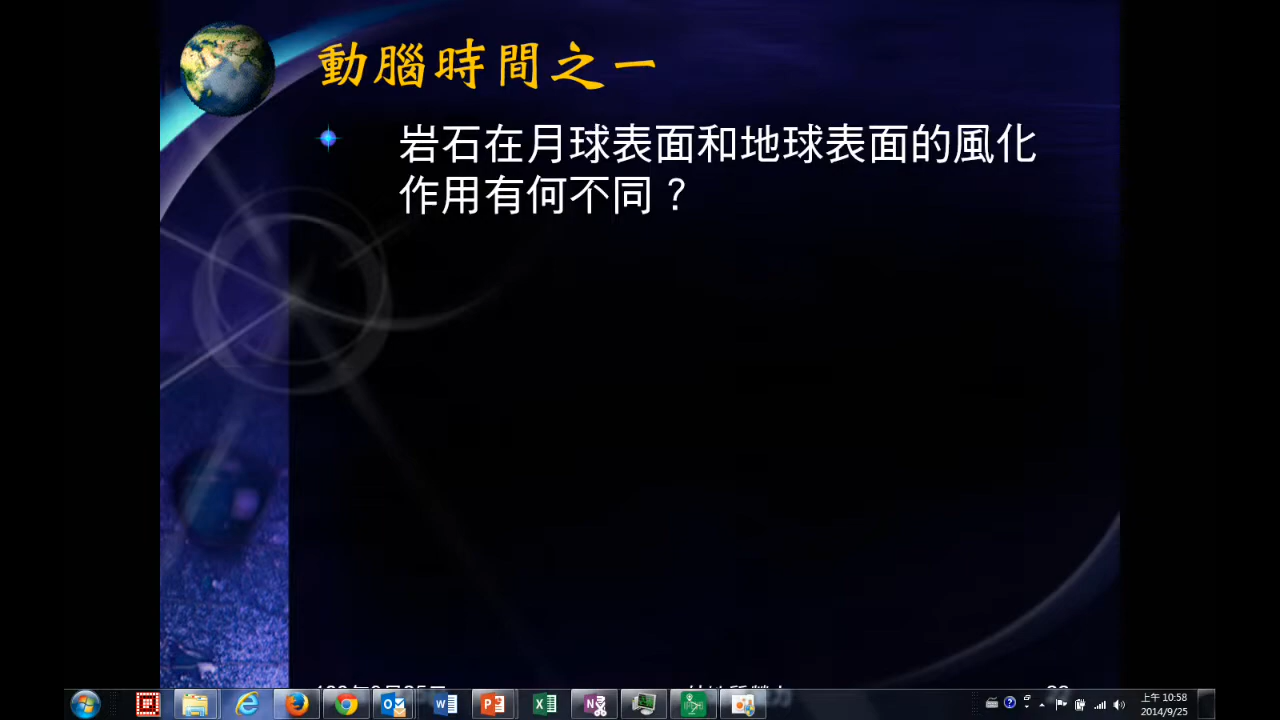 動腦時間之一
岩石在月球表面和地球表面的風化
作用有何不同？
上午 10:58
2014/9/25